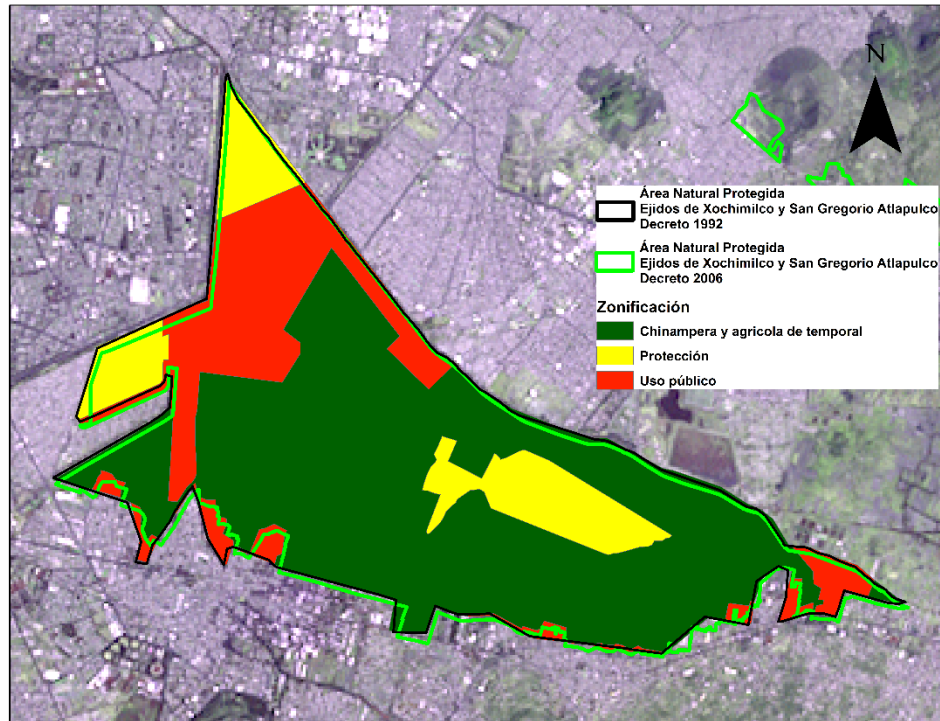 N
Área Natural Protegida
Ejidos de Xochimilco y San Gregorio Atlapulco
Decreto 1992
Área Natural Protegida
Ejidos de Xochimilco y San Gregorio Atlapulco
Decreto 2006
Zonificación
Chinampera y agricola de temporal
Protección
Uso público